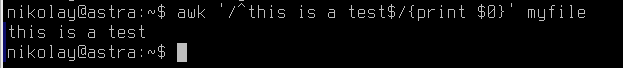 nikolay@astra:~$ awk '/^this is a test$/{print $0}' myfile
this is a test
nikolay@astra:~$